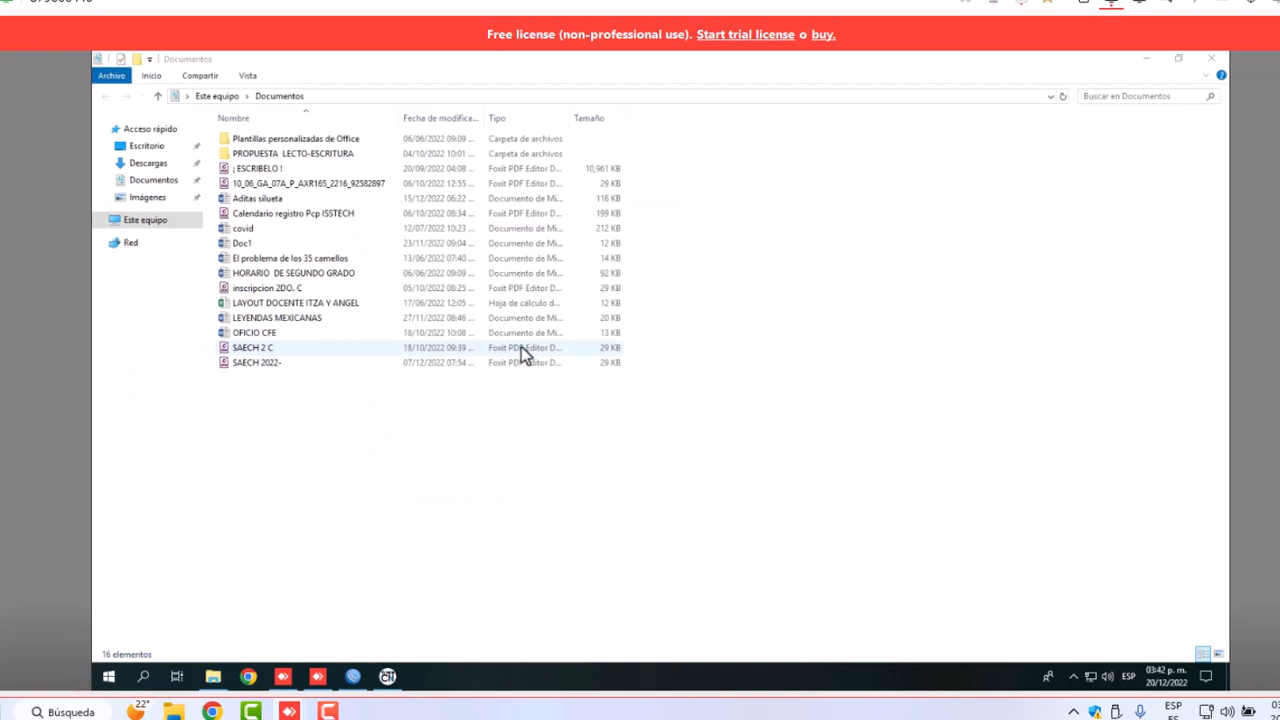 Free license (non-professional use). Start trial license o buy.
Documentos
Archivo Inicio Compartir Vista
Este equipo > Documentos
Buscar en Documentos
Nombre Fecha de modifica... Tipo Tamaño
Acceso rápido
Escritorio
Descargas
Documentos
Imágenes
Este equipo
Red
Plantillas personalizadas de Office 06/06/2022 09:09 ... Carpeta de archivos
PROPUESTA LECTO-ESCRITURA 04/10/2022 10:01 ... Carpeta de archivos
¡ ESCRIBELO ! 20/09/2022 04:08 ... Foxit PDF Editor D... 10,961 KB
10_06_GA_07A_P_AXR165_2216_92582897 06/10/2022 12:55 ... Foxit PDF Editor D... 29 KB
Aditas silueta 15/12/2022 06:22 ... Documento de Mi... 116 KB
Calendario registro Pcp ISSTECH 06/10/2022 08:34 ... Foxit PDF Editor D... 199 KB
covid 12/07/2022 10:23 ... Documento de Mi... 212 KB
Doc1 23/11/2022 09:04 ... Documento de Mi... 12 KB
El problema de los 35 camellos 13/06/2022 07:40 ... Documento de Mi... 14 KB
HORARIO DE SEGUNDO GRADO 06/06/2022 09:09 ... Documento de Mi... 92 KB
inscripcion 2DO. C 05/10/2022 08:25 ... Foxit PDF Editor D... 29 KB
LAYOUT DOCENTE ITZA Y ANGEL 17/06/2022 12:05 ... Hoja de cálculo d... 12 KB
LEYENDAS MEXICANAS 27/11/2022 08:46 ... Documento de Mi... 20 KB
OFICIO CFE 18/10/2022 10:08 ... Documento de Mi... 13 KB
SAECH 2 C 18/10/2022 09:39 ... Foxit PDF Editor D... 29 KB
SAECH 2022- 07/12/2022 07:54 ... Foxit PDF Editor D... 29 KB
16 elementos
ESP
03:42 p. m.
20/12/2022
Búsqueda
22°
ESP